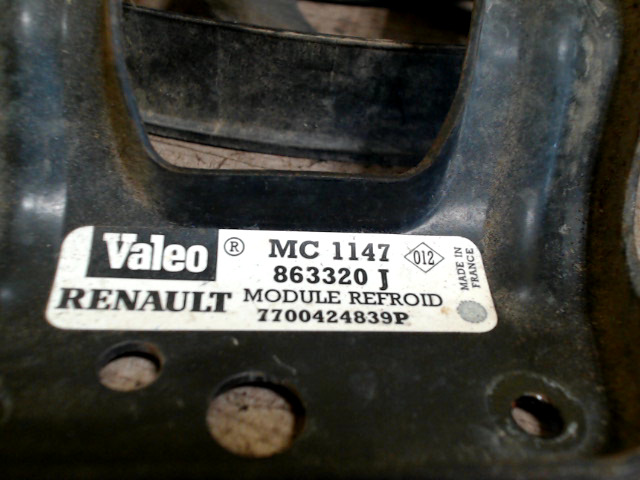 Valeo ® MC 1147 012
863320 J
RENAULT MODULE REFROID
7700424839P
MADE IN
FRANCE